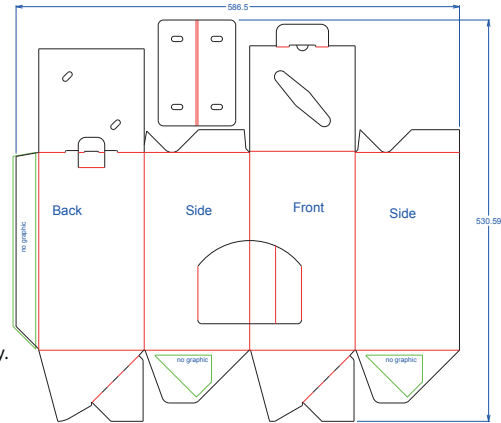 586.5
530.59
Back
Side
Front
Side
no graphic
y.
no graphic
no graphic